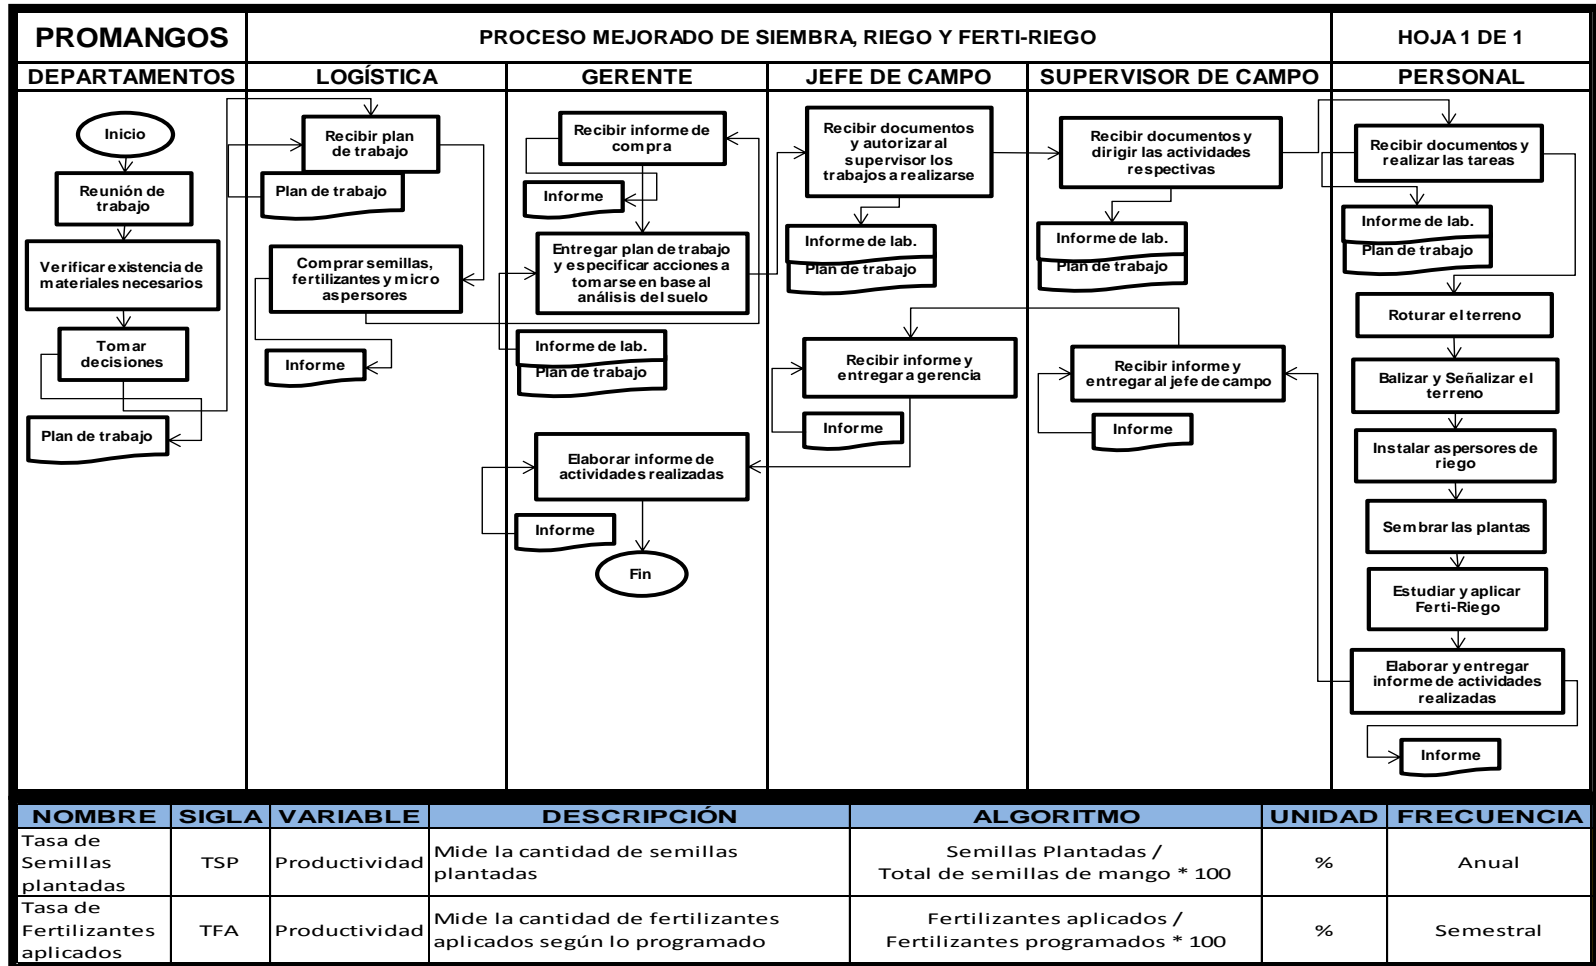 PROMANGOS
PROCESO MEJORADO DE SIEMBRA, RIEGO Y FERTI-RIEGO
HOJA 1 DE 1
DEPARTAMENTOS
LOGÍSTICA
GERENTE
JEFE DE CAMPO
SUPERVISOR DE CAMPO
PERSONAL
Inicio
Reunión de
trabajo
Verificar existencia de
materiales necesarios
Tomar
decisiones
Plan de trabajo
Recibir plan
de trabajo
Plan de trabajo
Comprar semillas,
fertilizantes y micro
aspersores
Informe
Recibir informe de
compra
Informe
Entregar plan de trabajo
y especificar acciones a
tomarse en base al
análisis del suelo
Informe de lab.
Plan de trabajo
Elaborar informe de
actividades realizadas
Informe
Fin
Recibir documentos
y autorizar al
supervisor los
trabajos a realizarse
Informe de lab.
Plan de trabajo
Recibir informe y
entregar a gerencia
Informe
Recibir documentos y
dirigir las actividades
respectivas
Informe de lab.
Plan de trabajo
Recibir informe y
entregar al jefe de campo
Informe
Recibir documentos y
realizar las tareas
Informe de lab.
Plan de trabajo
Roturar el terreno
Balizar y Señalizar el
terreno
Instalar aspersores de
riego
Sembrar las plantas
Estudiar y aplicar
Ferti-Riego
Elaborar y entregar
informe de actividades
realizadas
Informe
NOMBRE SIGLA VARIABLE DESCRIPCIÓN ALGORITMO UNIDAD FRECUENCIA
Tasa de
Semillas
plantadas
TSP
Productividad
Mide la cantidad de semillas
plantadas
Semillas Plantadas /
Total de semillas de mango * 100
%
Anual
Tasa de
Fertilizantes
aplicados
TFA
Productividad
Mide la cantidad de fertilizantes
aplicados según lo programado
Fertilizantes aplicados /
Fertilizantes programados * 100
%
Semestral